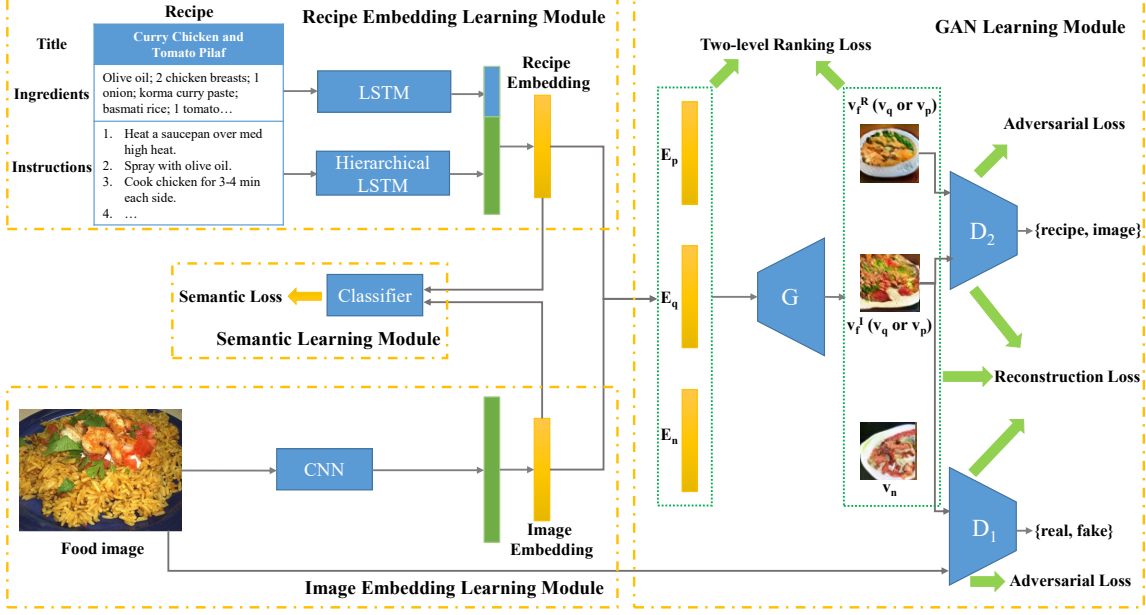 Recipe Embedding Learning Module
Recipe
Title
Curry Chicken and
Tomato Pilaf
Ingredients
Olive oil; 2 chicken breasts; 1
onion; korma curry paste;
basmati rice; 1 tomato…
Instructions
1. Heat a saucepan over med
high heat.
2. Spray with olive oil.
3. Cook chicken for 3-4 min
each side.
4. …
LSTM
Hierarchical
LSTM
Recipe
Embedding
Semantic Loss
Classifier
Semantic Learning Module
Food image
CNN
Image
Embedding
Image Embedding Learning Module
GAN Learning Module
Two-level Ranking Loss
E_p
E_q
E_n
G
v_f^R (v_q or v_p)
v_f^I (v_q or v_p)
v_n
Adversarial Loss
D_2
{recipe, image}
Reconstruction Loss
D_1
{real, fake}
Adversarial Loss